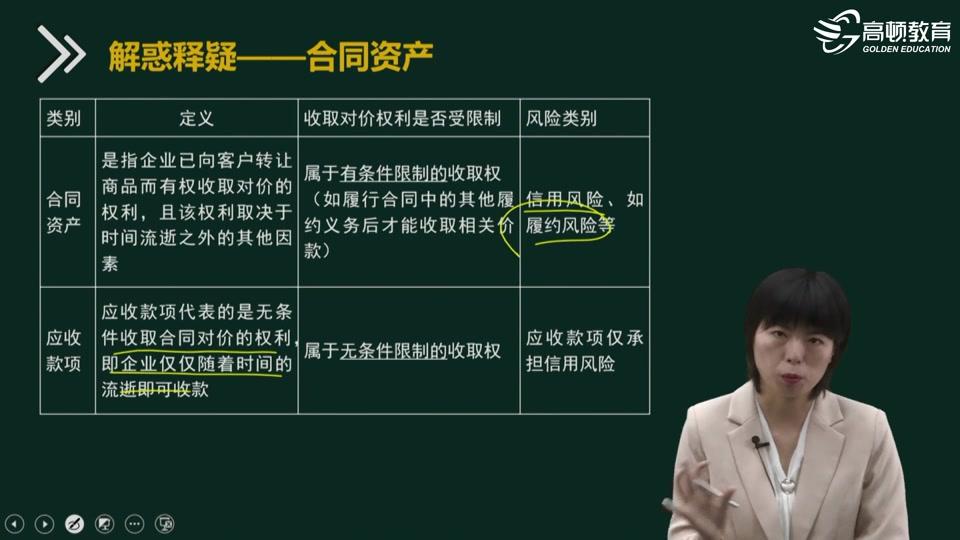 解惑释疑——合同资产
高顿教育
GOLDEN EDUCATION
类别
定义
收取对价权利是否受限制
风险类别
合同
资产
是指企业已向客户转让
商品而有权收取对价的
权利，且该权利取决于
时间流逝之外的其他因
素
属于有条件限制的收取权
（如履行合同中的其他履
约义务后才能收取相关价
款）
信用风险、如
履约风险等
应收
款项
应收款项代表的是无条
件收取合同对价的权利，
即企业仅仅随着时间的
流逝即可收款
属于无条件限制的收取权
应收款项仅承
担信用风险